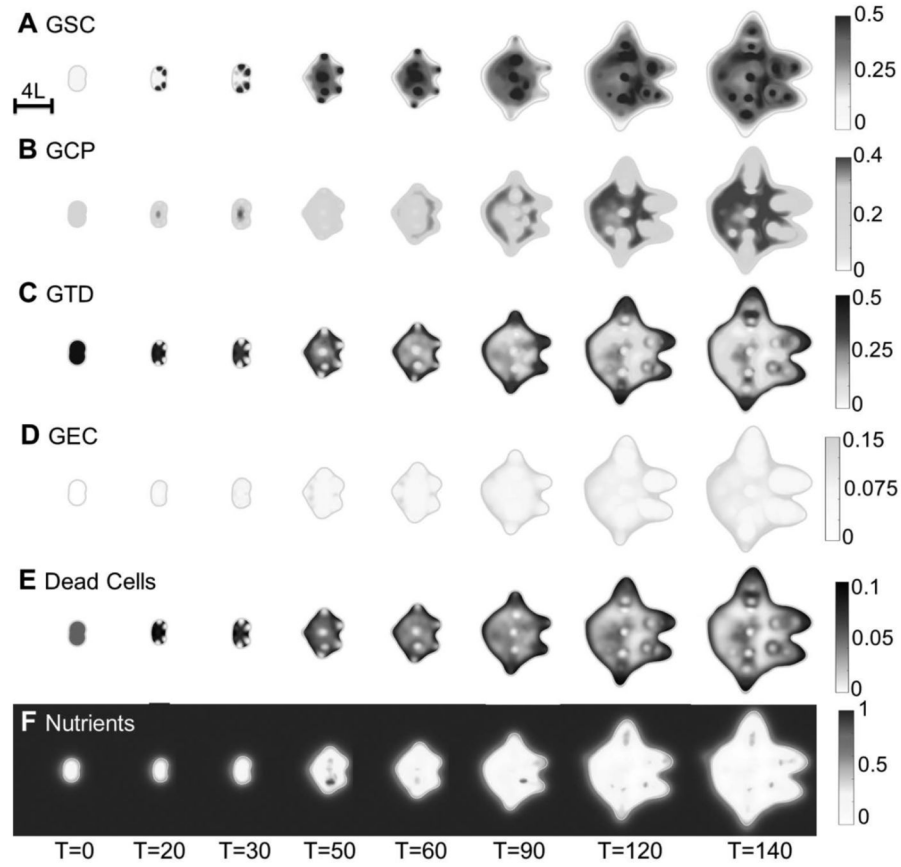 A GSC
4L
0.5
0.25
0
B GCP
0.4
0.2
0
C GTD
0.5
0.25
0
D GEC
0.15
0.075
0
E Dead Cells
0.1
0.05
0
F Nutrients
1
0.5
0
T=0 T=20 T=30 T=50 T=60 T=90 T=120 T=140